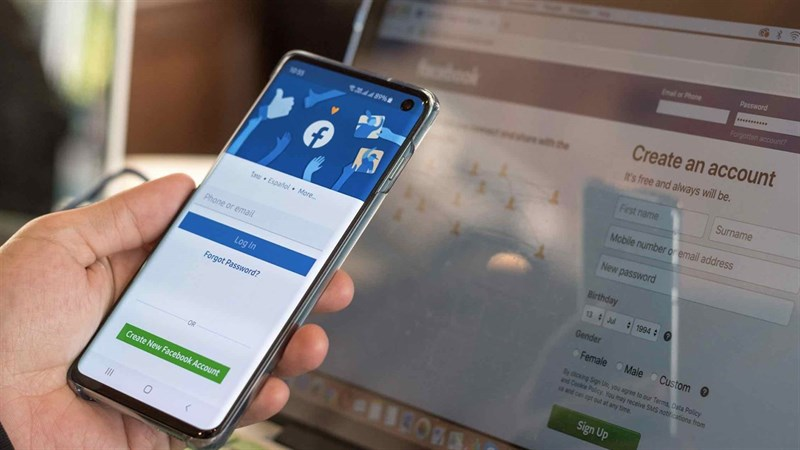 10:55
Español • More...
Phone or email
Log In
Forgot Password?
OR
Create New Facebook Account
facebook
Email or Phone
Password
Forgotten account?
connect and share with the
Create an account
It's free and always will be.
First name
Surname
Mobile number or email address
New password
Birthday
13 Jul 1994
Gender
Female Male Custom
By clicking Sign Up, you agree to our Terms, Data Policy
and Cookie Policy. You may receive SMS notifications from
us and can opt out at any time.
Sign Up